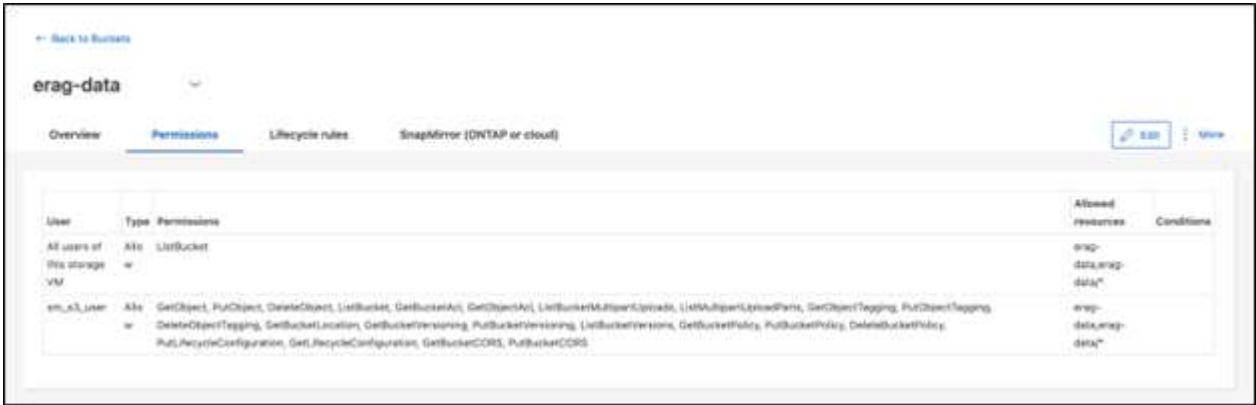 ← Back to Buckets
erag-data
Overview Permissions Lifecycle rules SnapMirror (ONTAP or cloud) Edit More
Allowed
User Type Permissions resources Conditions
All users of Allo ListBucket erag-
this storage w data,erag-
VM data/*
sm_s3_user Allo GetObject, PutObject, DeleteObject, ListBucket, GetBucketAcl, GetObjectAcl, ListBucketMultipartUploads, ListMultipartUploadParts, GetObjectTagging, PutObjectTagging, erag-
w DeleteObjectTagging, GetBucketLocation, GetBucketVersioning, PutBucketVersioning, ListBucketVersions, GetBucketPolicy, PutBucketPolicy, DeleteBucketPolicy, data,erag-
PutLifecycleConfiguration, GetLifecycleConfiguration, GetBucketCORS, PutBucketCORS data/*